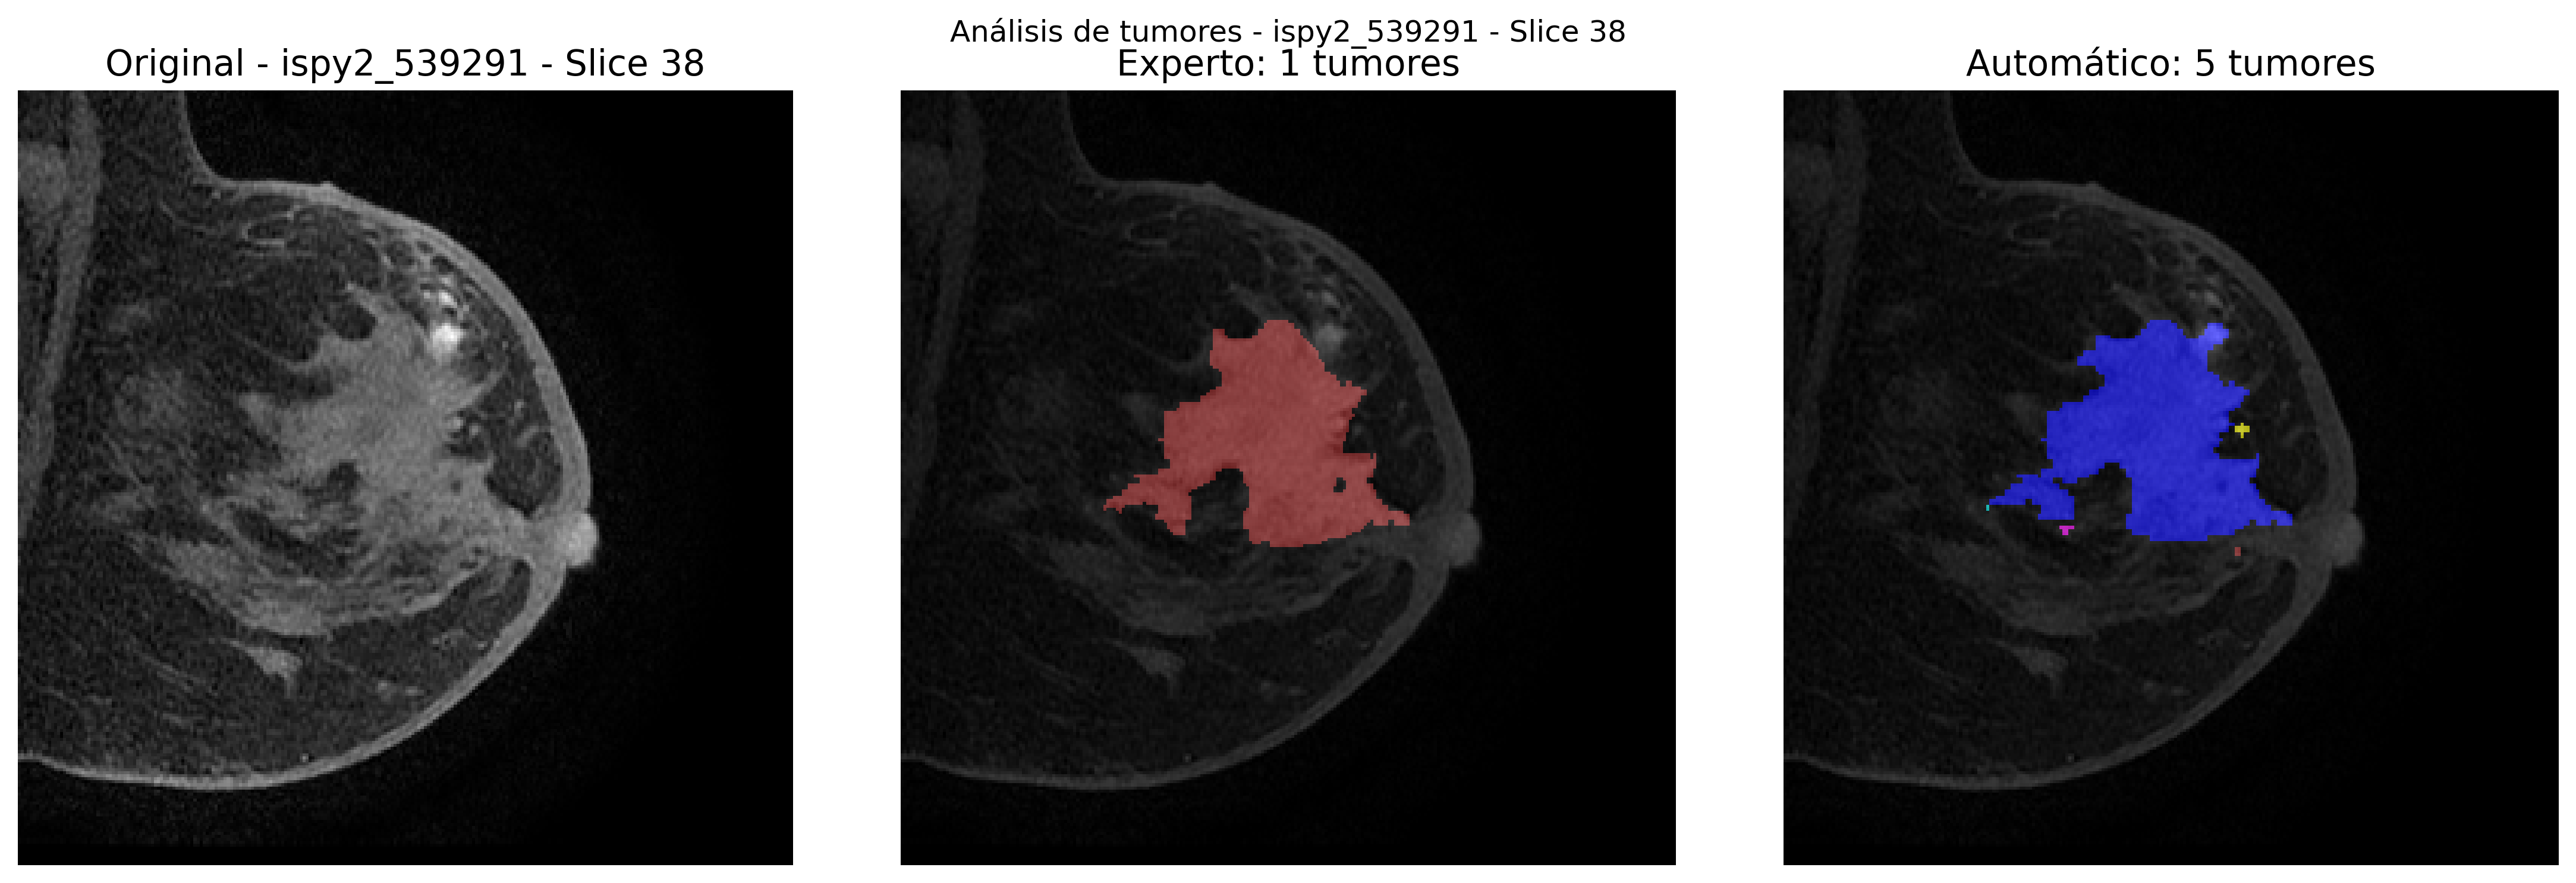 Análisis de tumores - ispy2_539291 - Slice 38
Original - ispy2_539291 - Slice 38
Experto: 1 tumores
Automático: 5 tumores